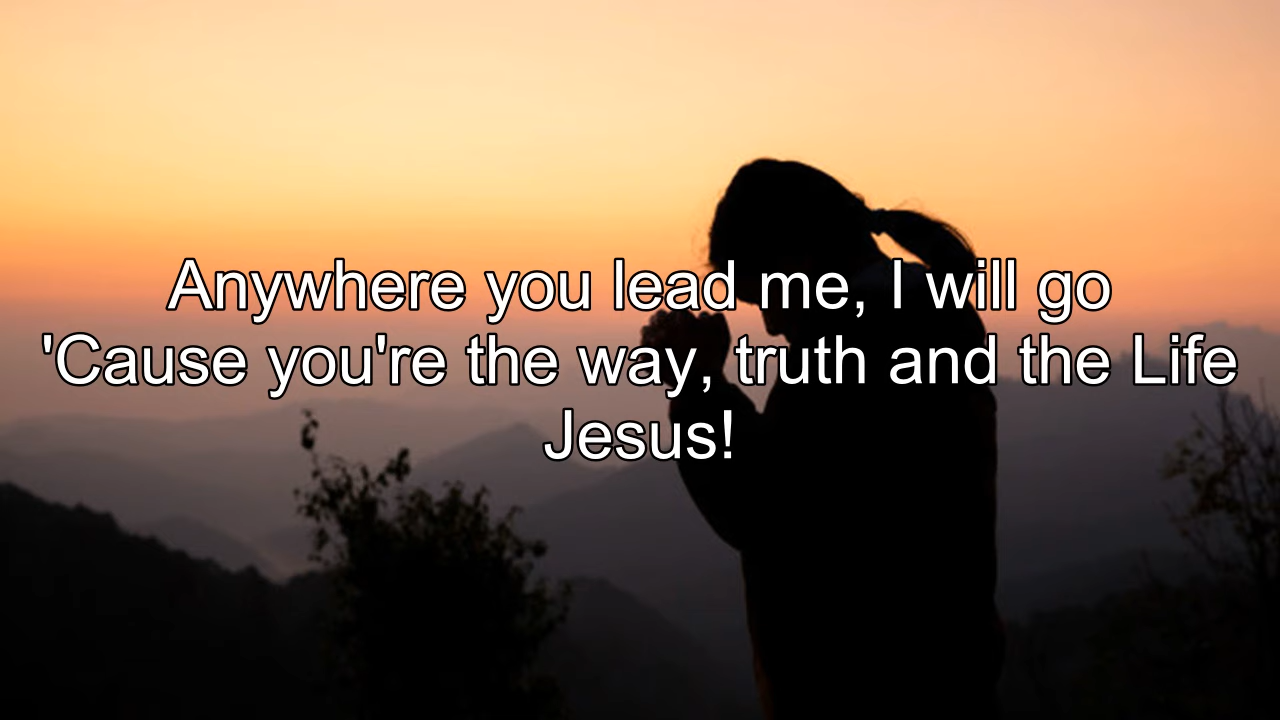 Anywhere you lead me, I will go
'Cause you're the way, truth and the Life
Jesus!